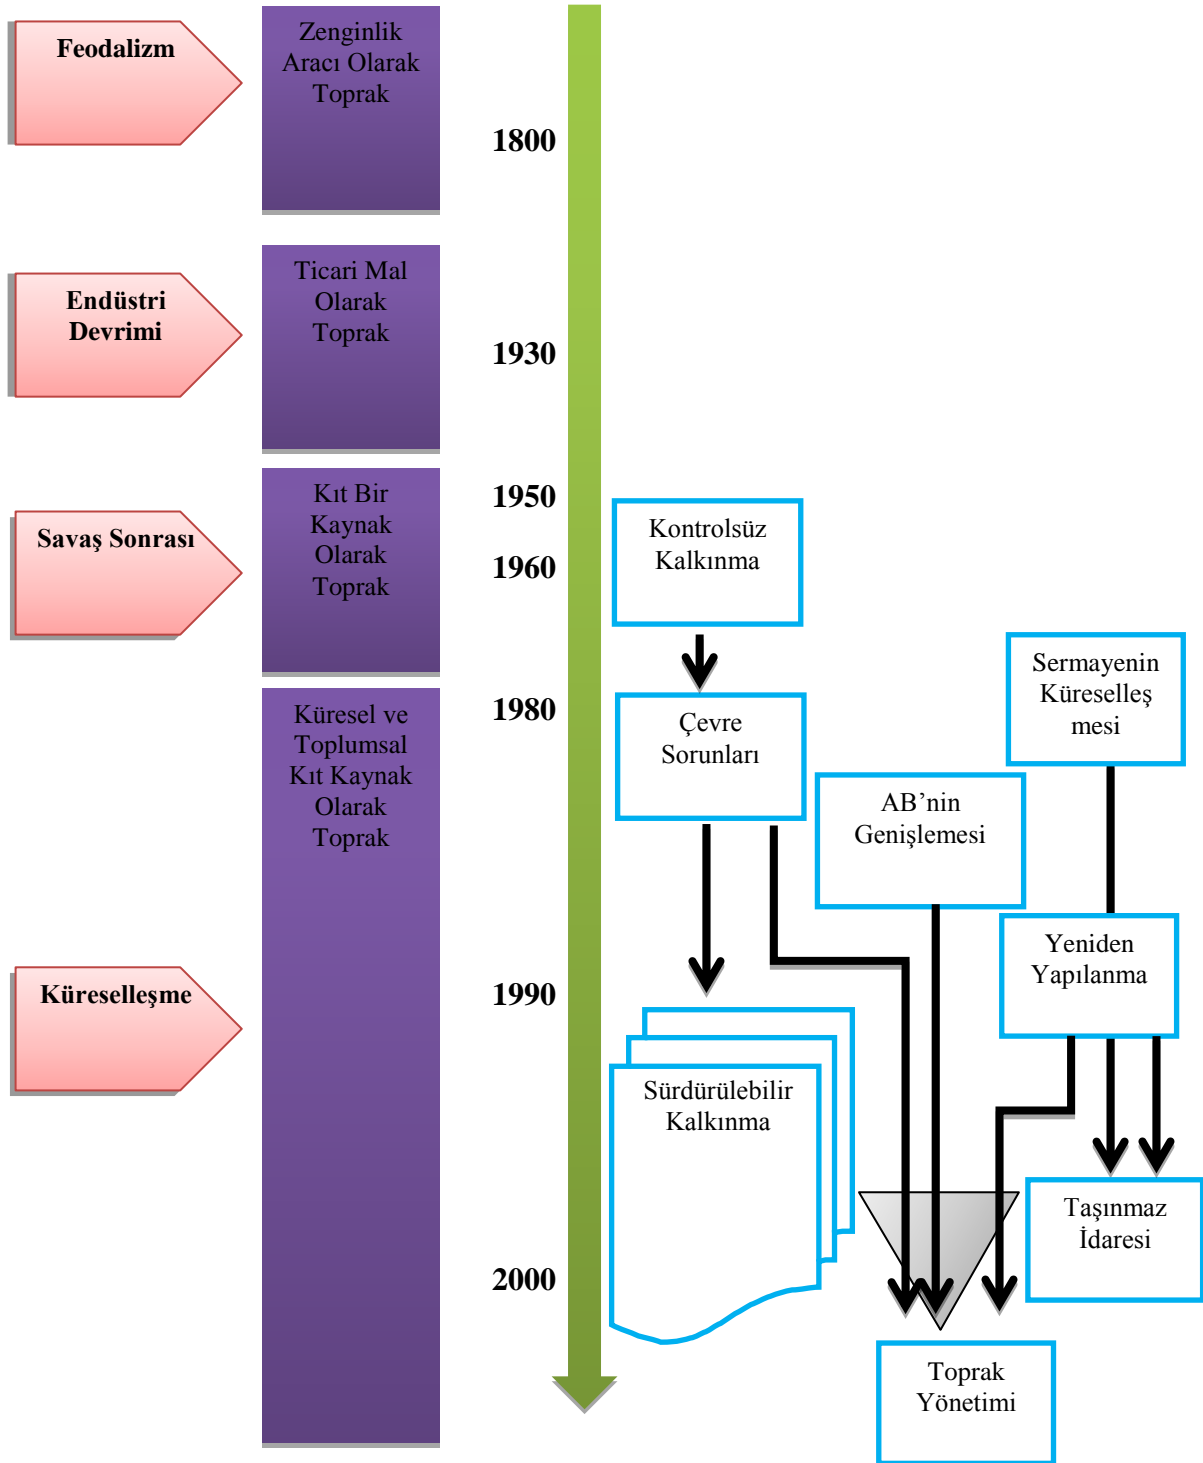 Feodalizm
Zenginlik
Aracı Olarak
Toprak
1800
Endüstri
Devrimi
Ticari Mal
Olarak
Toprak
1930
Savaş Sonrası
Kıt Bir
Kaynak
Olarak
Toprak
1950
1960
Kontrolsüz
Kalkınma
Sermayenin
Küreselleş
mesi
Küresel ve
Toplumsal
Kıt Kaynak
Olarak
Toprak
1980
Çevre
Sorunları
AB’nin
Genişlemesi
Yeniden
Yapılanma
Küreselleşme
1990
Sürdürülebilir
Kalkınma
Taşınmaz
İdaresi
2000
Toprak
Yönetimi